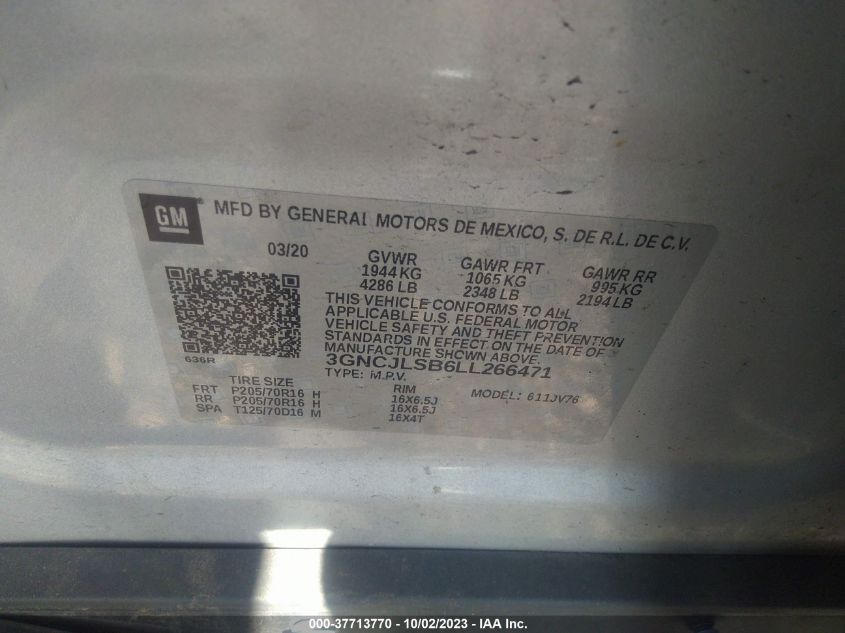 GM ® MFD BY GENERAL MOTORS DE MEXICO, S. DE R.L. DE C.V.
03/20 GVWR GAWR FRT GAWR RR
1944 KG 1065 KG 995 KG
4286 LB 2348 LB 2194 LB
THIS VEHICLE CONFORMS TO ALL
APPLICABLE U.S. FEDERAL MOTOR
VEHICLE SAFETY AND THEFT PREVENTION
STANDARDS IN EFFECT ON THE DATE OF
MANUFACTURE SHOWN ABOVE.
636R
3GNCJLSB6LL266471
TYPE: M.P.V. MODEL: 611JV76
TIRE SIZE RIM
FRT P205/70R16 H 16X6.5J
RR P205/70R16 H 16X6.5J
SPA T125/70D16 M 16X4T
000-37713770 - 10/02/2023 - IAA Inc.